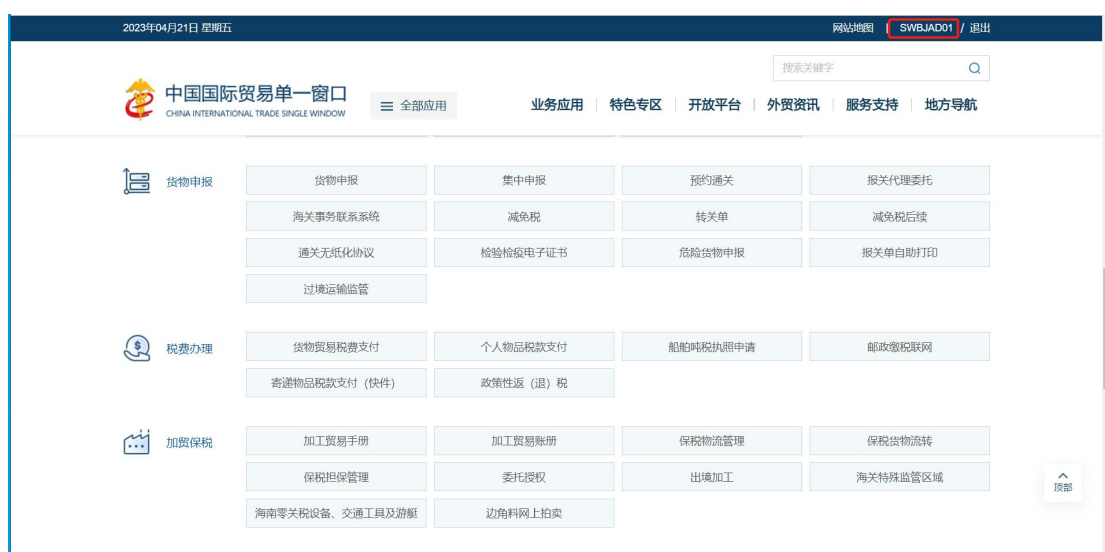 2023年04月21日 星期五 网站地图 | SWBJAD01 / 退出
搜索关键字
中国国际贸易单一窗口
CHINA INTERNATIONAL TRADE SINGLE WINDOW
全部应用 业务应用 特色专区 开放平台 外贸资讯 服务支持 地方导航
货物申报 货物申报 集中申报 预约通关 报关代理委托
海关事务联系系统 减免税 转关单 减免税后续
通关无纸化协议 检验检疫电子证书 危险货物申报 报关单自助打印
过境运输监管
税费办理 货物贸易税费支付 个人物品税款支付 船舶吨税执照申请 邮政缴税联网
寄递物品税款支付（快件） 政策性返（退）税
加贸保税 加工贸易手册 加工贸易账册 保税物流管理 保税货物流转
保税担保管理 委托授权 出境加工 海关特殊监管区域
顶部
海南零关税设备、交通工具及游艇 边角料网上拍卖